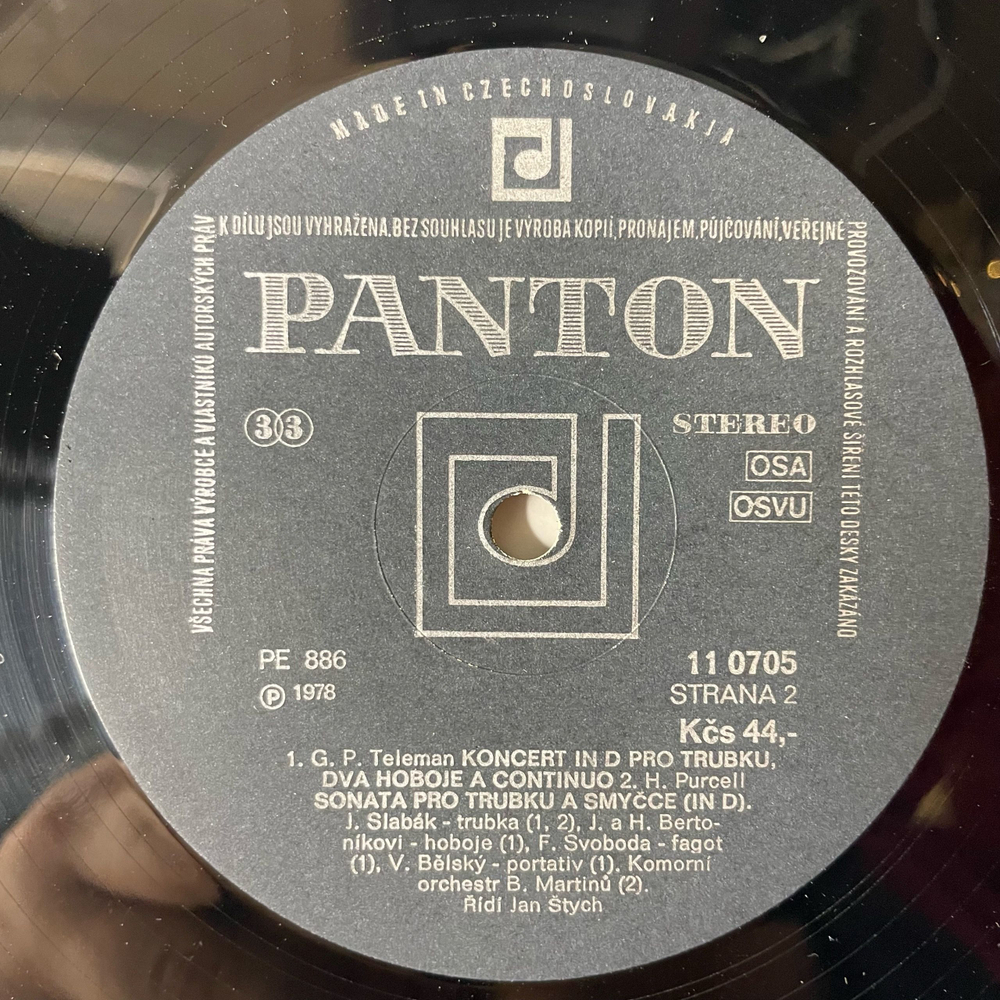 MADE IN CZECHOSLOVAKIA
VŠECHNA PRÁVA VÝROBCE A VLASTNÍKŮ AUTORSKÝCH PRÁV
K DÍLU JSOU VYHRAŽENA. BEZ SOUHLASU JE VÝROBA KOPIÍ, PRONÁJEM, PŮJČOVÁNÍ, VEŘEJNÉ
PROVOZOVÁNÍ A ROZHLASOVÉ ŠÍŘENÍ TÉTO DESKY ZAKÁZÁNO
PANTON
33
STEREO
OSA
OSVU
PE 886
℗ 1978
11 0705
STRANA 2
Kčs 44,-
1. G. P. Teleman KONCERT IN D PRO TRUBKU,
DVA HOBOJE A CONTINUO 2. H. Purcell
SONATA PRO TRUBKU A SMYČCE (IN D).
J. Slabák - trubka (1, 2), J. a H. Berto-
níkovi - hoboje (1), F. Svoboda - fagot
(1), V. Bělský - portativ (1). Komorní
orchestr B. Martinů (2).
Řídí Jan Štych